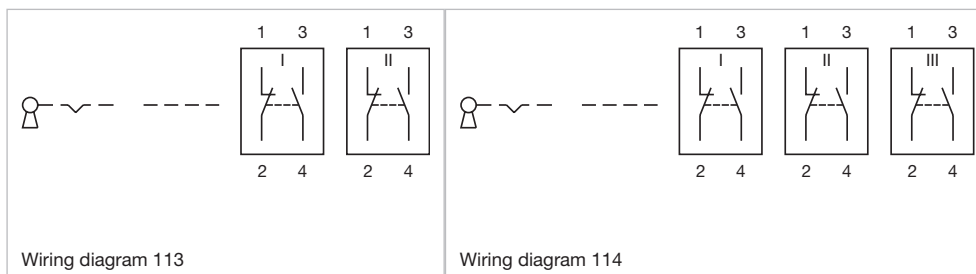 1 3 1 3
I II
2 4 2 4
Wiring diagram 113
1 3 1 3 1 3
I II III
2 4 2 4 2 4
Wiring diagram 114